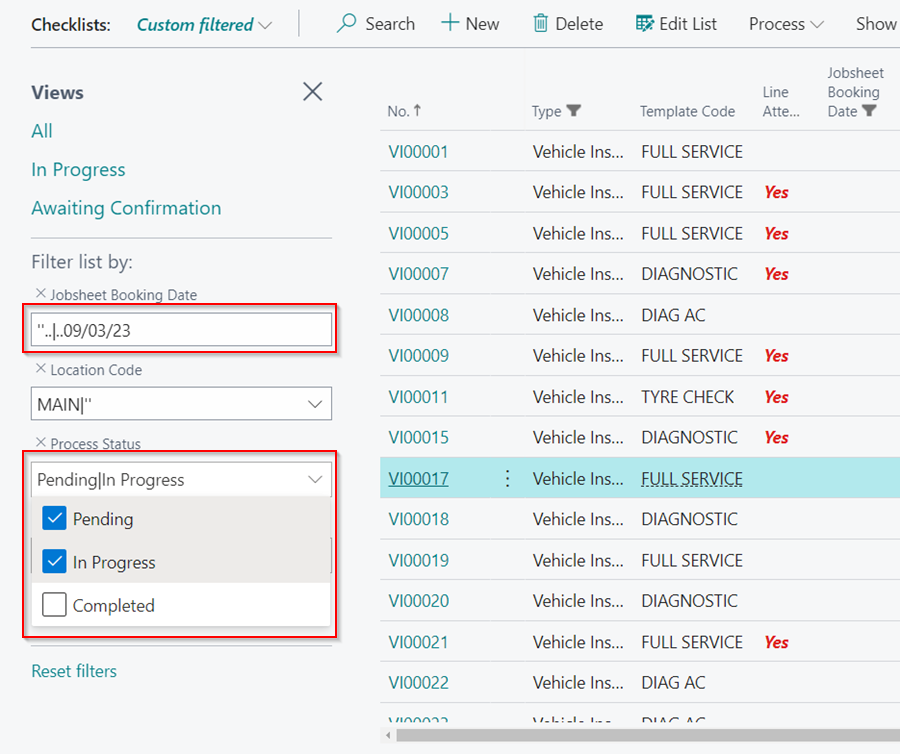 Checklists: Custom filtered Search New Delete Edit List Process Show
Views
All
In Progress
Awaiting Confirmation
Filter list by:
Jobsheet Booking Date
''..|..09/03/23
Location Code
MAIN|''
Process Status
Pending|In Progress
Pending
In Progress
Completed
Reset filters
No. ↑ Type Template Code Line Atte... Jobsheet Booking Date
VI00001 Vehicle Ins... FULL SERVICE
VI00003 Vehicle Ins... FULL SERVICE Yes
VI00005 Vehicle Ins... FULL SERVICE Yes
VI00007 Vehicle Ins... DIAGNOSTIC Yes
VI00008 Vehicle Ins... DIAG AC
VI00009 Vehicle Ins... FULL SERVICE Yes
VI00011 Vehicle Ins... TYRE CHECK Yes
VI00015 Vehicle Ins... DIAGNOSTIC Yes
VI00017 Vehicle Ins... FULL SERVICE
VI00018 Vehicle Ins... DIAGNOSTIC
VI00019 Vehicle Ins... FULL SERVICE
VI00020 Vehicle Ins... DIAGNOSTIC
VI00021 Vehicle Ins... FULL SERVICE Yes
VI00022 Vehicle Ins... DIAG AC